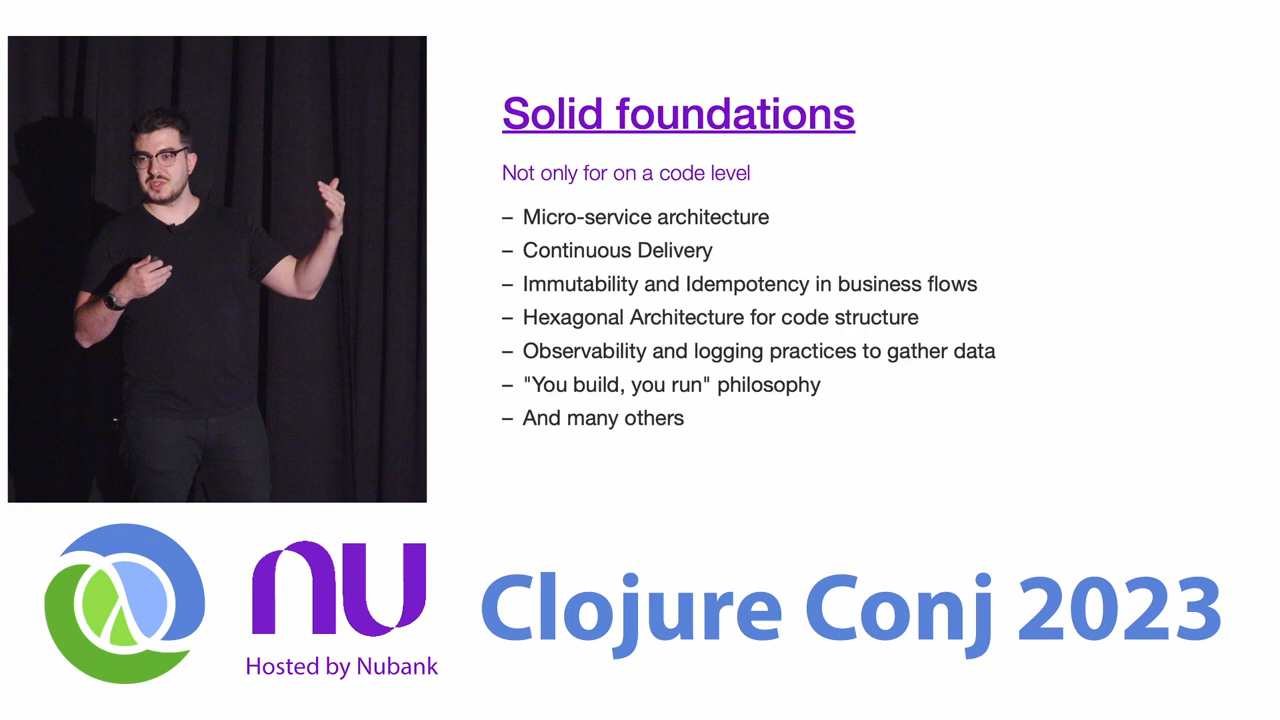 Solid foundations
Not only for on a code level
– Micro-service architecture
– Continuous Delivery
– Immutability and Idempotency in business flows
– Hexagonal Architecture for code structure
– Observability and logging practices to gather data
– "You build, you run" philosophy
– And many others
nu
Hosted by Nubank
Clojure Conj 2023